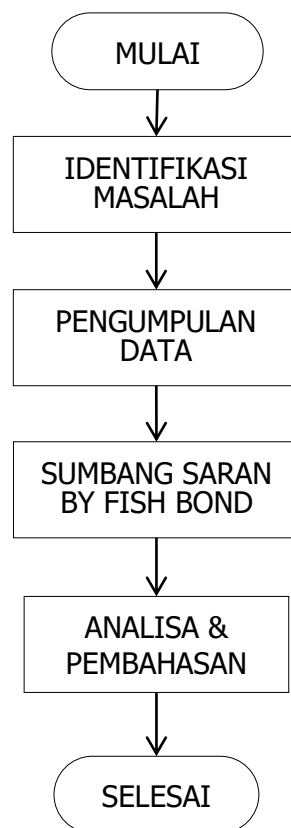 MULAI
IDENTIFIKASI
MASALAH
PENGUMPULAN
DATA
SUMBANG SARAN
BY FISH BOND
ANALISA &
PEMBAHASAN
SELESAI